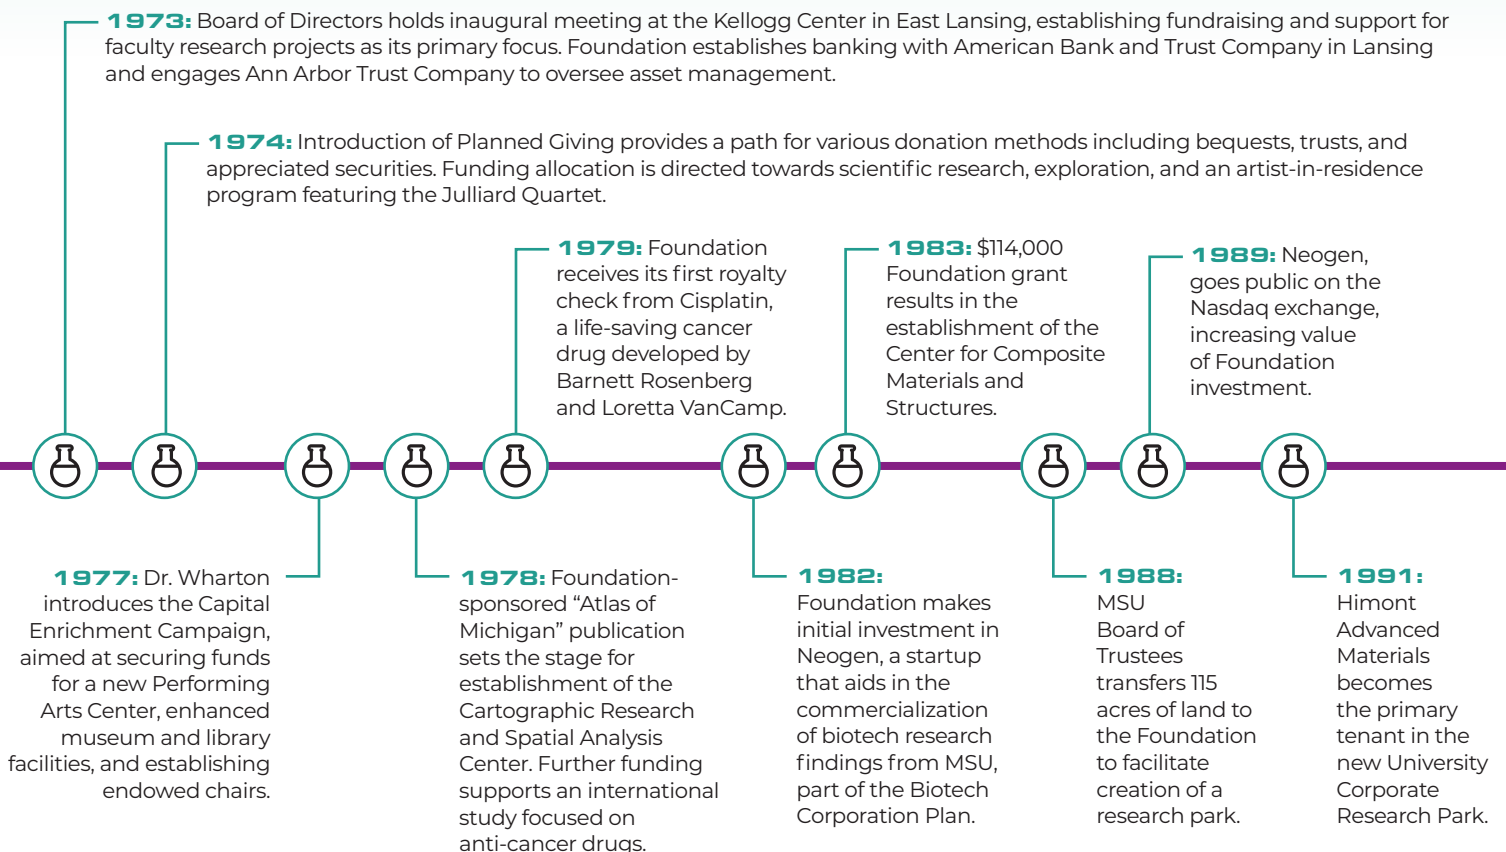 1973: Board of Directors holds inaugural meeting at the Kellogg Center in East Lansing, establishing fundraising and support for
faculty research projects as its primary focus. Foundation establishes banking with American Bank and Trust Company in Lansing
and engages Ann Arbor Trust Company to oversee asset management.
1974: Introduction of Planned Giving provides a path for various donation methods including bequests, trusts, and
appreciated securities. Funding allocation is directed towards scientific research, exploration, and an artist-in-residence
program featuring the Julliard Quartet.
1979: Foundation
receives its first royalty
check from Cisplatin,
a life-saving cancer
drug developed by
Barnett Rosenberg
and Loretta VanCamp.
1983: $114,000
Foundation grant
results in the
establishment of the
Center for Composite
Materials and
Structures.
1989: Neogen,
goes public on the
Nasdaq exchange,
increasing value
of Foundation
investment.
1977: Dr. Wharton
introduces the Capital
Enrichment Campaign,
aimed at securing funds
for a new Performing
Arts Center, enhanced
museum and library
facilities, and establishing
endowed chairs.
1978: Foundation-
sponsored “Atlas of
Michigan” publication
sets the stage for
establishment of the
Cartographic Research
and Spatial Analysis
Center. Further funding
supports an international
study focused on
anti-cancer drugs.
1982:
Foundation makes
initial investment in
Neogen, a startup
that aids in the
commercialization
of biotech research
findings from MSU,
part of the Biotech
Corporation Plan.
1988:
MSU
Board of
Trustees
transfers 115
acres of land to
the Foundation
to facilitate
creation of a
research park.
1991:
Himont
Advanced
Materials
becomes
the primary
tenant in the
new University
Corporate
Research Park.